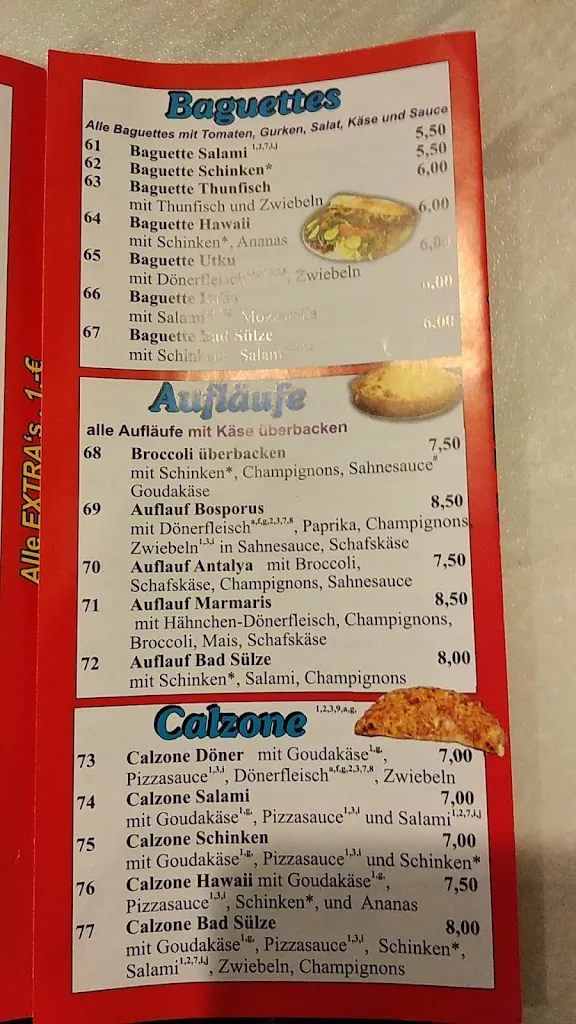 Baguettes
Alle Baguettes mit Tomaten, Gurken, Salat, Käse und Sauce
61 Baguette Salami 1,2,7,i,j 5,50
62 Baguette Schinken* 5,50
63 Baguette Thunfisch 6,00
mit Thunfisch und Zwiebeln
64 Baguette Hawaii 6,00
mit Schinken*, Ananas
65 Baguette Utku 6,00
mit Dönerfleisch, Zwiebeln
66 Baguette 6,00
mit Salami Mozzarella
67 Baguette Bad Sülze 6,00
mit Schinken Salami
Aufläufe
alle Aufläufe mit Käse überbacken
68 Broccoli überbacken 7,50
mit Schinken*, Champignons, Sahnesauce#
Goudakäse
69 Auflauf Bosporus 8,50
mit Dönerfleisch a,f,g,2,3,7,8, Paprika, Champignons,
Zwiebeln 1,3,i in Sahnesauce, Schafskäse
70 Auflauf Antalya mit Broccoli, 7,50
Schafskäse, Champignons, Sahnesauce
71 Auflauf Marmaris 8,50
mit Hähnchen-Dönerfleisch, Champignons,
Broccoli, Mais, Schafskäse
72 Auflauf Bad Sülze 8,00
mit Schinken*, Salami, Champignons
Calzone 1,2,3,9,a,g,
73 Calzone Döner mit Goudakäse 1,g,, 7,00
Pizzasauce 1,3,i, Dönerfleisch a,f,g,2,3,7,8, Zwiebeln
74 Calzone Salami 7,00
mit Goudakäse 1,g,, Pizzasauce 1,3,i und Salami 1,2,7,i,j
75 Calzone Schinken 7,00
mit Goudakäse 1,g,, Pizzasauce 1,3,i und Schinken*
76 Calzone Hawaii mit Goudakäse 1,g,, 7,50
Pizzasauce 1,3,i, Schinken*, und Ananas
77 Calzone Bad Sülze 8,00
mit Goudakäse 1,g,, Pizzasauce 1,3,i, Schinken*,
Salami 1,2,7,i,j, Zwiebeln, Champignons
Alle EXTRA's . 1,-€